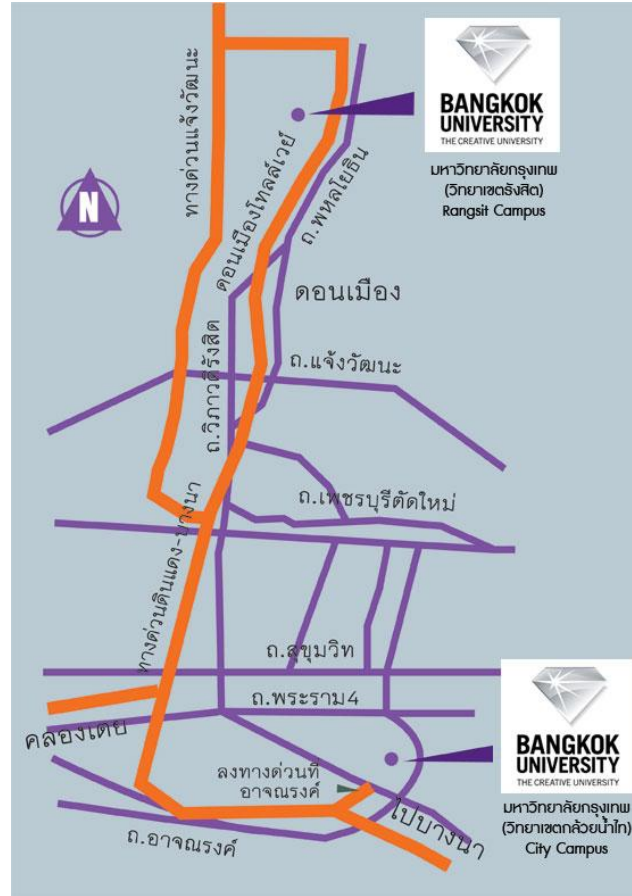 BANGKOK
UNIVERSITY
THE CREATIVE UNIVERSITY
มหาวิทยาลัยกรุงเทพ
(วิทยาเขตรังสิต)
Rangsit Campus
ทางด่วนแจ้งวัฒนะ
N
ดอนเมืองโทลล์เวย์
ถ.พหลโยธิน
ดอนเมือง
ถ.วิภาวดีรังสิต
ถ.แจ้งวัฒนะ
ถ.เพชรบุรีตัดใหม่
ทางด่วนดินแดง-บางนา
ถ.สุขุมวิท
ถ.พระราม4
คลองเตย
ลงทางด่วนที่
อาจณรงค์
ไปบางนา
ถ.อาจณรงค์
BANGKOK
UNIVERSITY
THE CREATIVE UNIVERSITY
มหาวิทยาลัยกรุงเทพ
(วิทยาเขตกล้วยน้ำไท)
City Campus